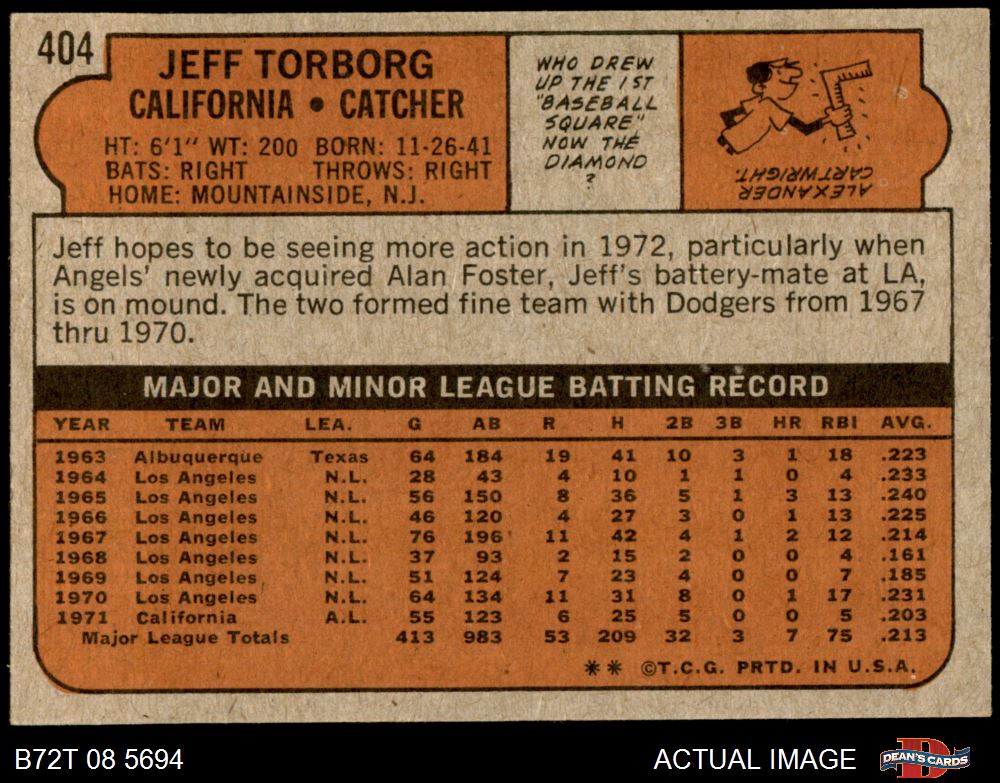 404
JEFF TORBORG
CALIFORNIA • CATCHER
HT: 6'1" WT: 200 BORN: 11-26-41
BATS: RIGHT THROWS: RIGHT
HOME: MOUNTAINSIDE, N.J.
WHO DREW
UP THE 1ST
"BASEBALL
SQUARE"
NOW THE
DIAMOND
?
ALEXANDER
CARTWRIGHT.
Jeff hopes to be seeing more action in 1972, particularly when
Angels' newly acquired Alan Foster, Jeff's battery-mate at LA,
is on mound. The two formed fine team with Dodgers from 1967
thru 1970.
MAJOR AND MINOR LEAGUE BATTING RECORD
YEAR TEAM LEA. G AB R H 2B 3B HR RBI AVG.
1963 Albuquerque Texas 64 184 19 41 10 3 1 18 .223
1964 Los Angeles N.L. 28 43 4 10 1 1 0 4 .233
1965 Los Angeles N.L. 56 150 8 36 5 1 3 13 .240
1966 Los Angeles N.L. 46 120 4 27 3 0 1 13 .225
1967 Los Angeles N.L. 76 196 11 42 4 1 2 12 .214
1968 Los Angeles N.L. 37 93 2 15 2 0 0 4 .161
1969 Los Angeles N.L. 51 124 7 23 4 0 0 7 .185
1970 Los Angeles N.L. 64 134 11 31 8 0 1 17 .231
1971 California A.L. 55 123 6 25 5 0 0 5 .203
Major League Totals 413 983 53 209 32 3 7 75 .213
** ©T.C.G. PRTD. IN U.S.A.
B72T 08 5694
ACTUAL IMAGE
DEAN'S CARDS